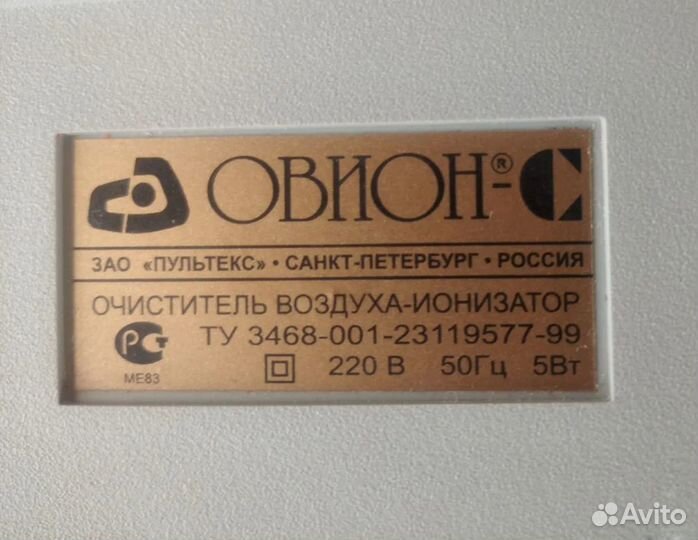 ОВИОН®-С
ЗАО «ПУЛЬТЕКС» · САНКТ-ПЕТЕРБУРГ · РОССИЯ
ОЧИСТИТЕЛЬ ВОЗДУХА-ИОНИЗАТОР
РСТ ТУ 3468-001-23119577-99
МЕ83 220 В 50Гц 5Вт
Avito